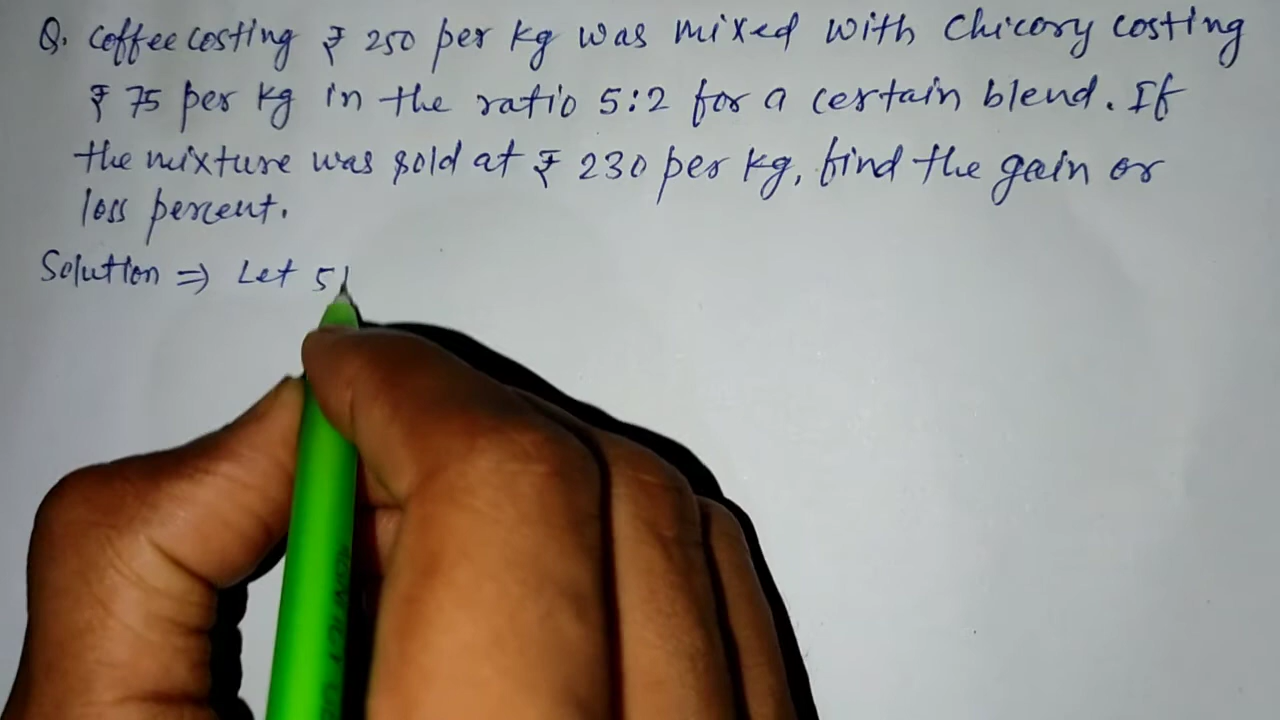 Q. Coffee costing ₹ 250 per kg was mixed with Chicory costing
₹ 75 per kg in the ratio 5:2 for a certain blend. If
the mixture was sold at ₹ 230 per kg, find the gain or
loss percent.
Solution ⇒ Let 5